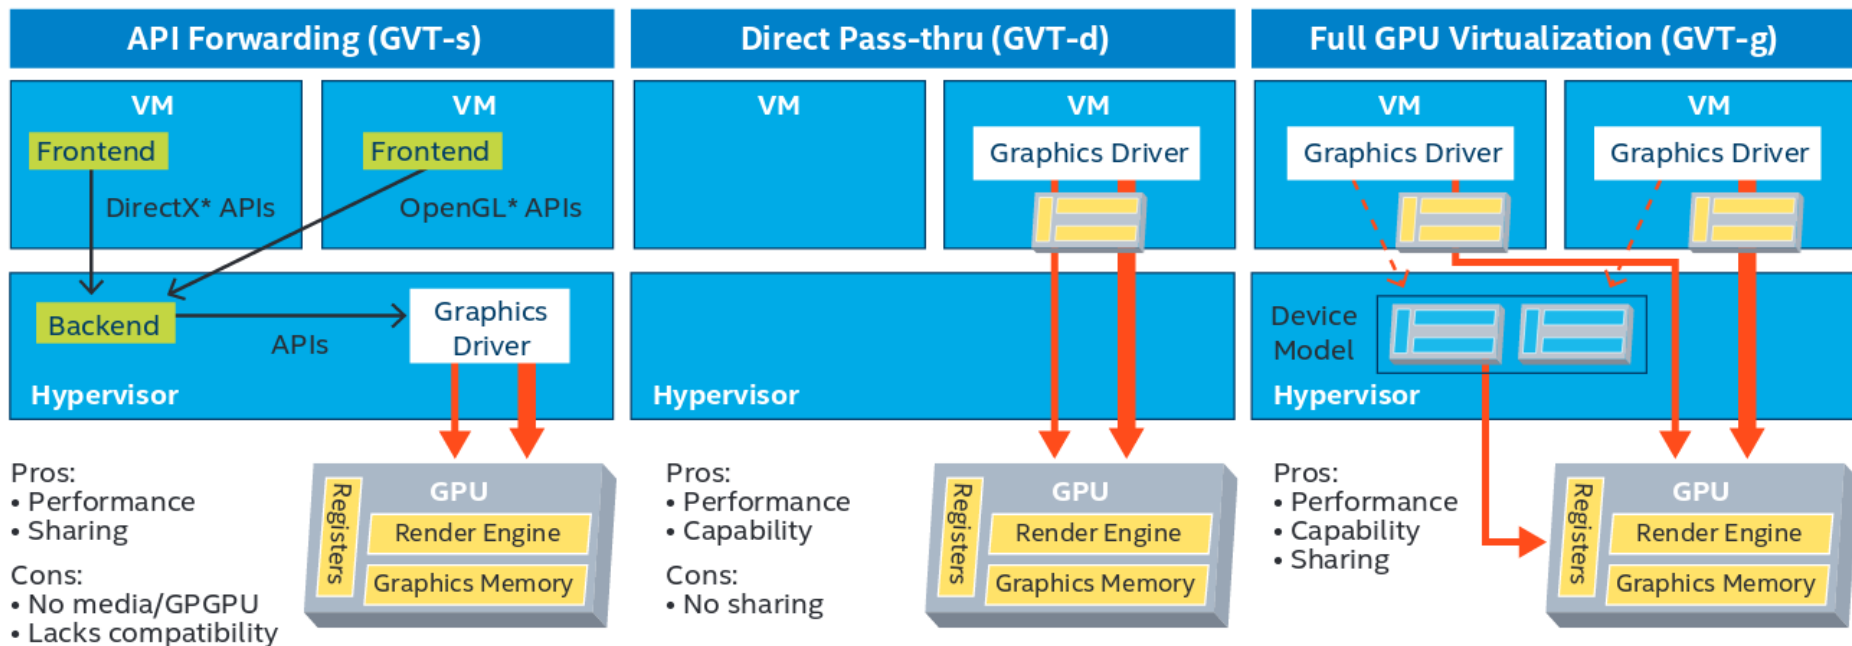 API Forwarding (GVT-s)
VM
VM
Frontend
Frontend
DirectX* APIs
OpenGL* APIs
Backend
APIs
Graphics
Driver
Hypervisor
Pros:
• Performance
• Sharing
Cons:
• No media/GPGPU
• Lacks compatibility
GPU
Registers
Render Engine
Graphics Memory
Direct Pass-thru (GVT-d)
VM
VM
Graphics Driver
Hypervisor
Pros:
• Performance
• Capability
Cons:
• No sharing
GPU
Registers
Render Engine
Graphics Memory
Full GPU Virtualization (GVT-g)
VM
VM
Graphics Driver
Graphics Driver
Device
Model
Hypervisor
Pros:
• Performance
• Capability
• Sharing
GPU
Registers
Render Engine
Graphics Memory